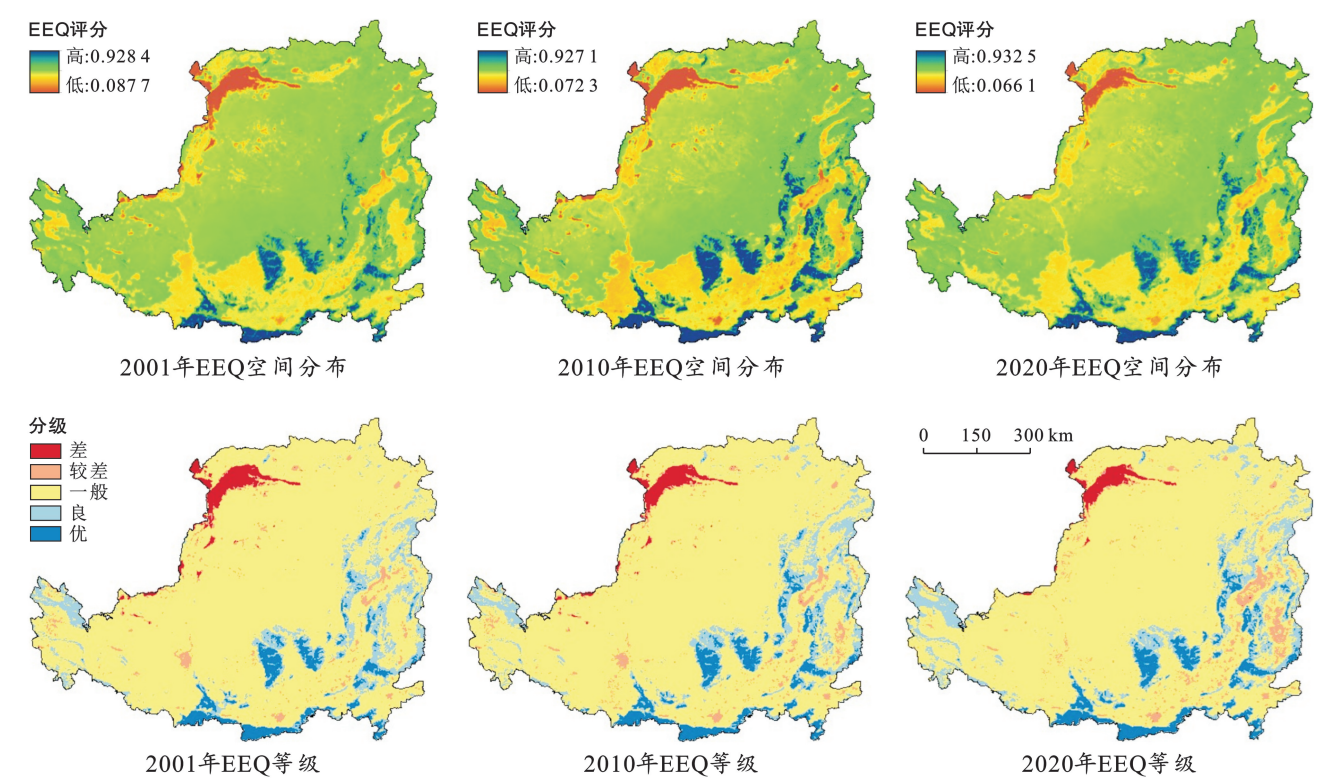 EEQ评分
高:0.928 4
低:0.087 7
EEQ评分
高:0.927 1
低:0.072 3
EEQ评分
高:0.932 5
低:0.066 1
2001年EEQ空间分布
2010年EEQ空间分布
2020年EEQ空间分布
分级
差
较差
一般
良
优
0 150 300 km
2001年EEQ等级
2010年EEQ等级
2020年EEQ等级